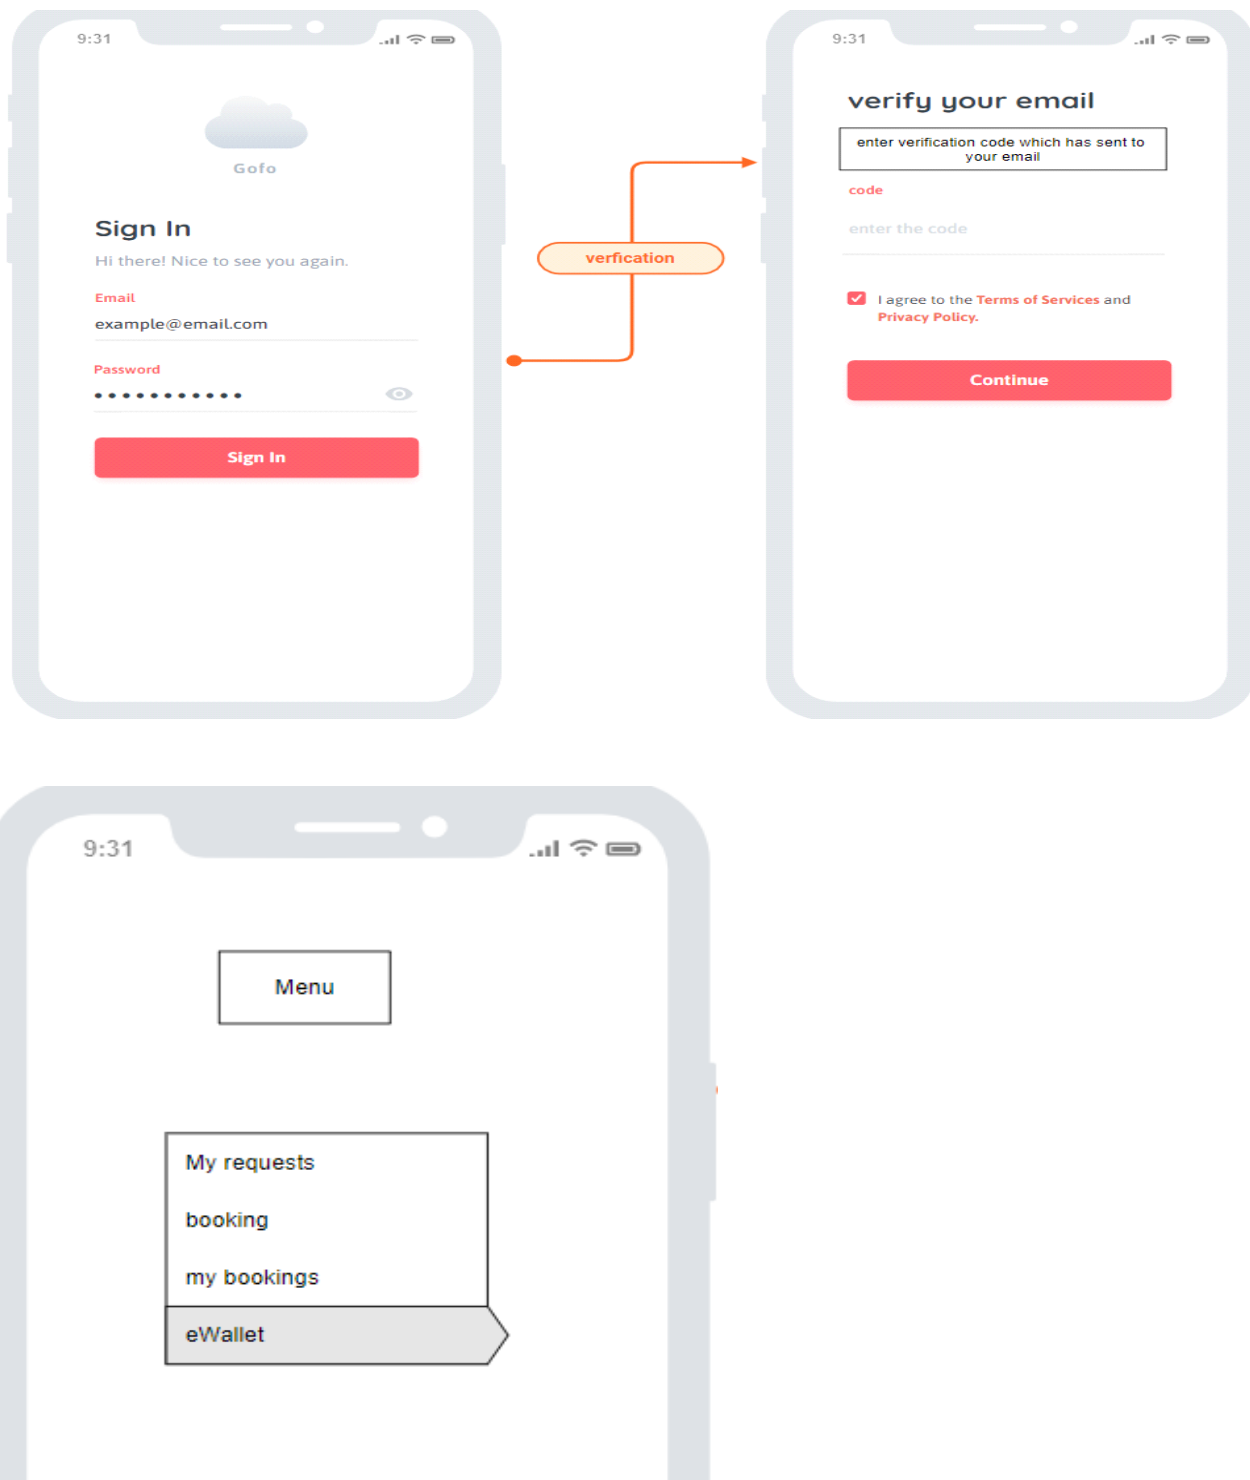 9:31
Gofo
Sign In
Hi there! Nice to see you again.
Email
example@email.com
Password
Sign In
verfication
9:31
verify your email
enter verification code which has sent to
your email
code
enter the code
I agree to the Terms of Services and
Privacy Policy.
Continue
9:31
Menu
My requests
booking
my bookings
eWallet